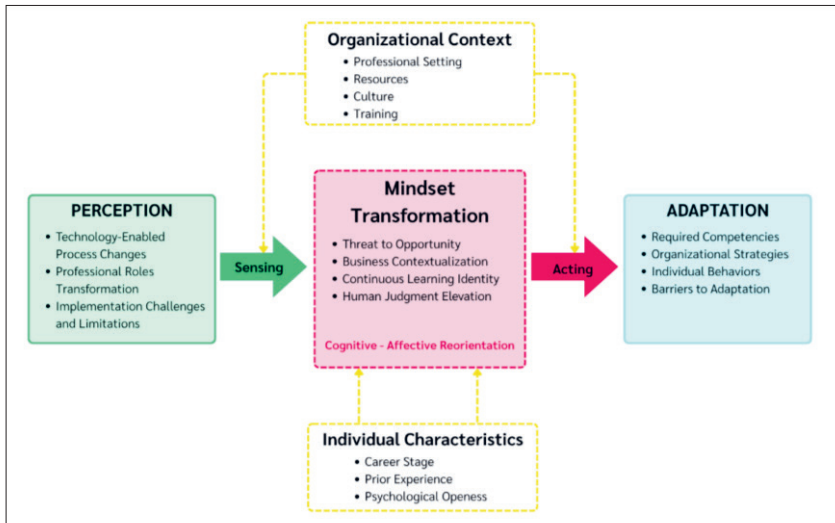 Organizational Context
• Professional Setting
• Resources
• Culture
• Training
PERCEPTION
• Technology-Enabled
Process Changes
• Professional Roles
Transformation
• Implementation Challenges
and Limitations
Sensing
Mindset
Transformation
• Threat to Opportunity
• Business Contextualization
• Continuous Learning Identity
• Human Judgment Elevation
Cognitive - Affective Reorientation
Acting
ADAPTATION
• Required Competencies
• Organizational Strategies
• Individual Behaviors
• Barriers to Adaptation
Individual Characteristics
• Career Stage
• Prior Experience
• Psychological Openess